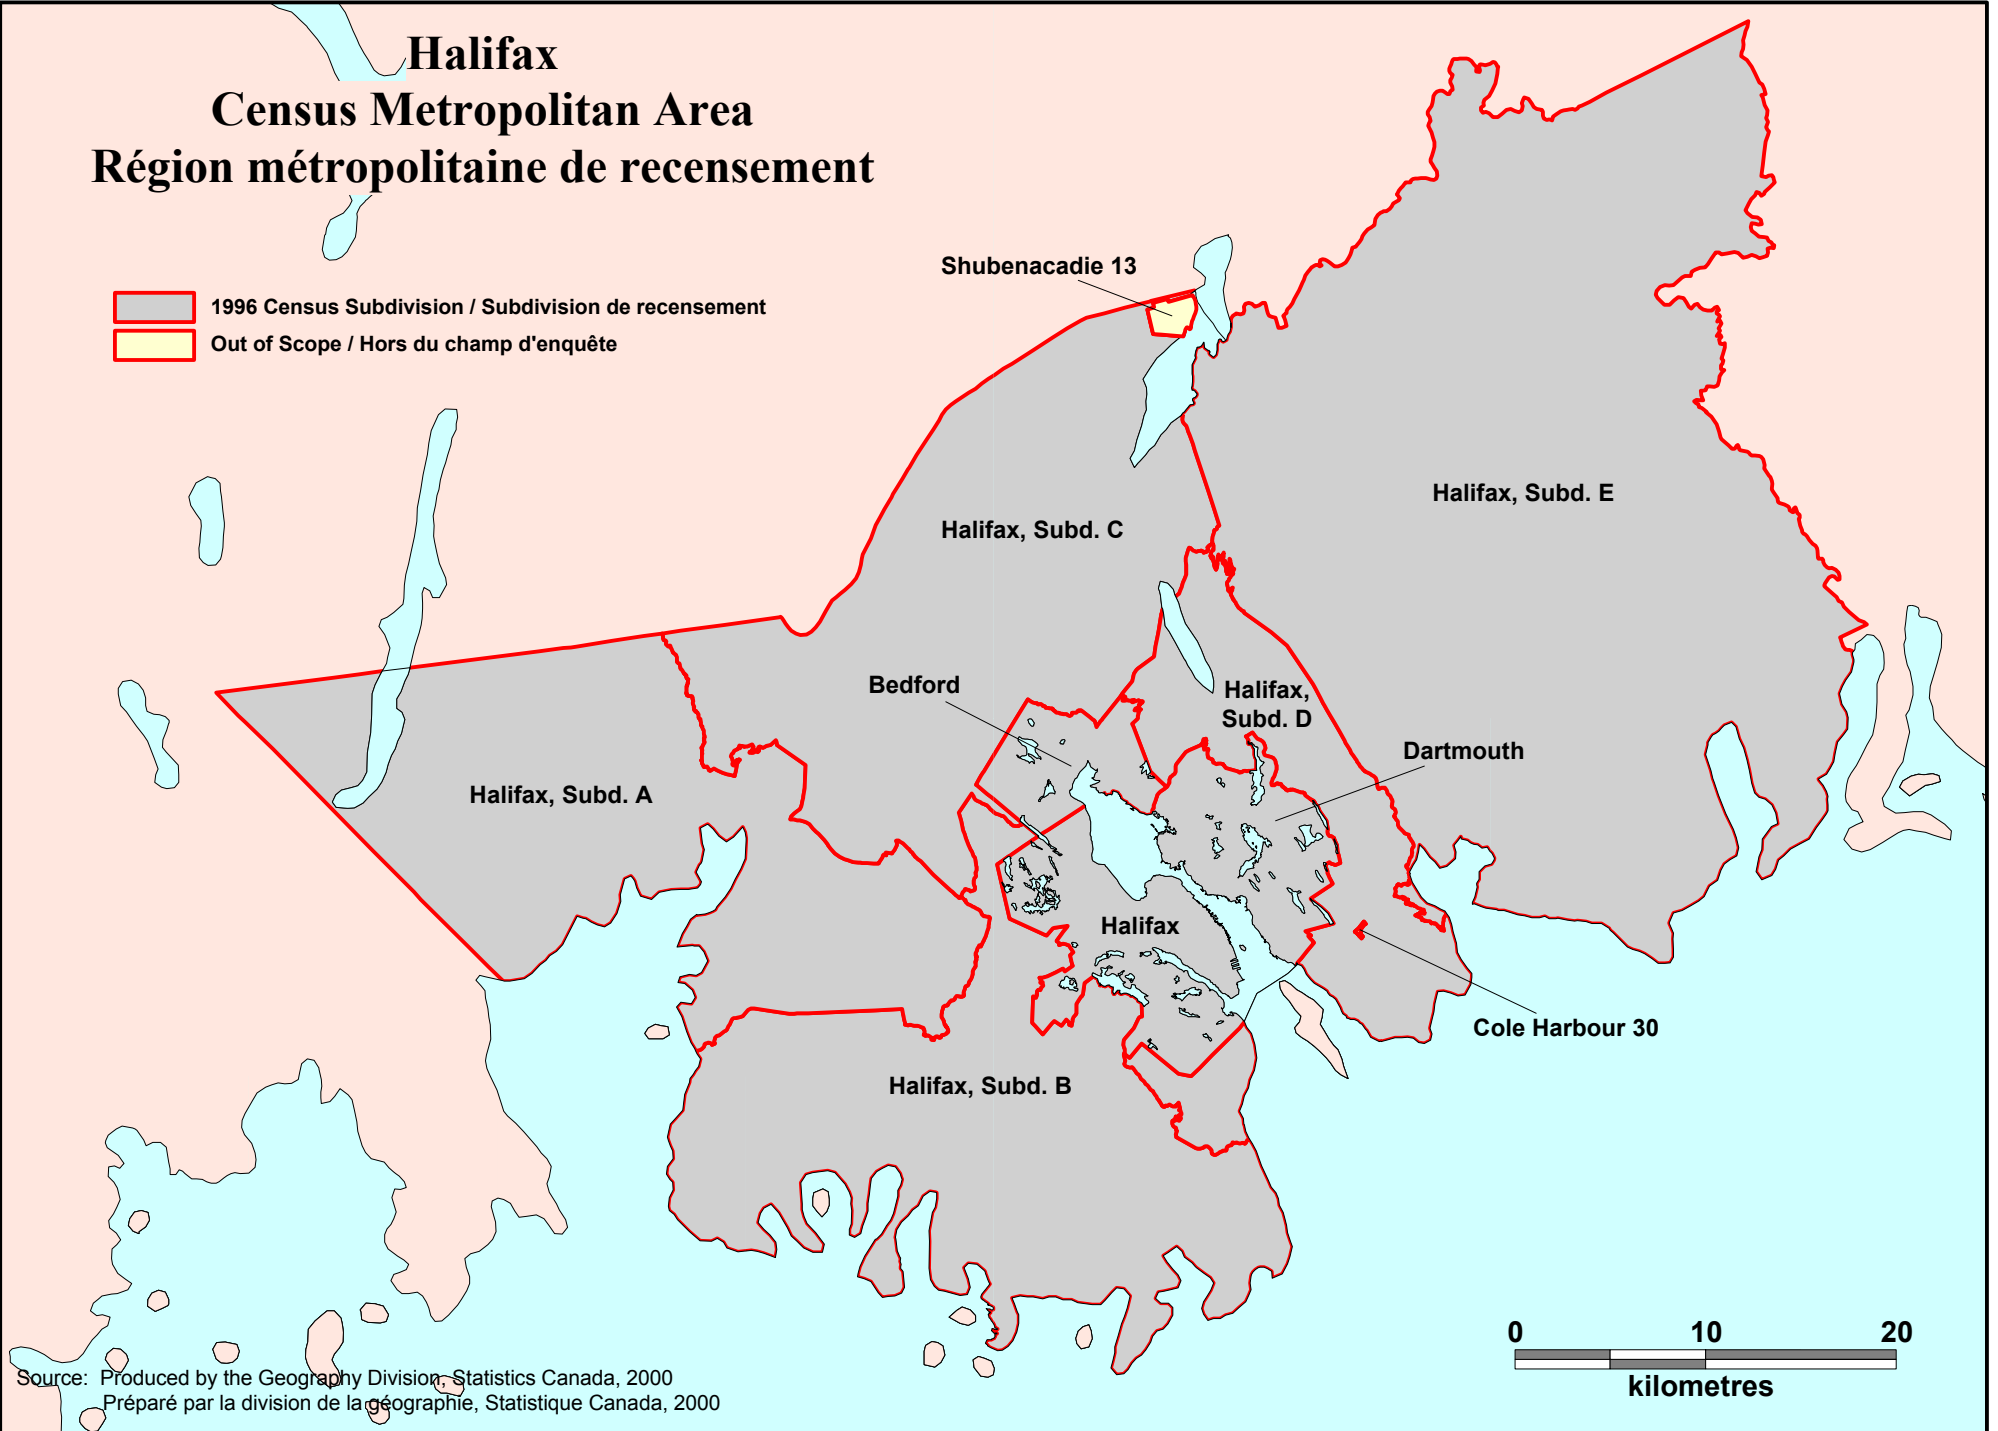 Halifax
Census Metropolitan Area
Région métropolitaine de recensement
Shubenacadie 13
1996 Census Subdivision / Subdivision de recensement
Out of Scope / Hors du champ d'enquête
Halifax, Subd. E
Halifax, Subd. C
Bedford
Halifax,
Subd. D
Dartmouth
Halifax, Subd. A
Halifax
Cole Harbour 30
Halifax, Subd. B
0 10 20
kilometres
Source: Produced by the Geography Division, Statistics Canada, 2000
Préparé par la division de la géographie, Statistique Canada, 2000